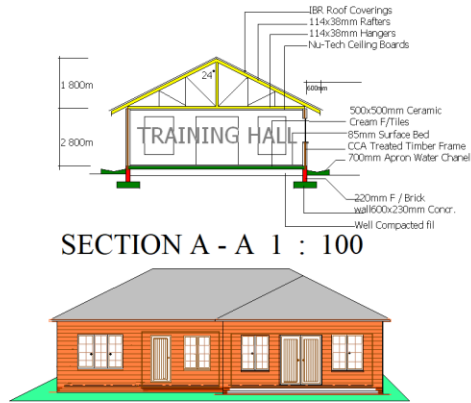 IBR Roof Coverings
114x38mm Rafters
114x38mm Hangers
Nu-Tech Ceiling Boards
24°
600mm
1 800m
2 800m
TRAINING HALL
500x500mm Ceramic
Cream F/Tiles
85mm Surface Bed
CCA Treated Timber Frame
700mm Apron Water Chanel
220mm F / Brick
wall600x230mm Concr.
Well Compacted fil
SECTION A - A 1 : 100